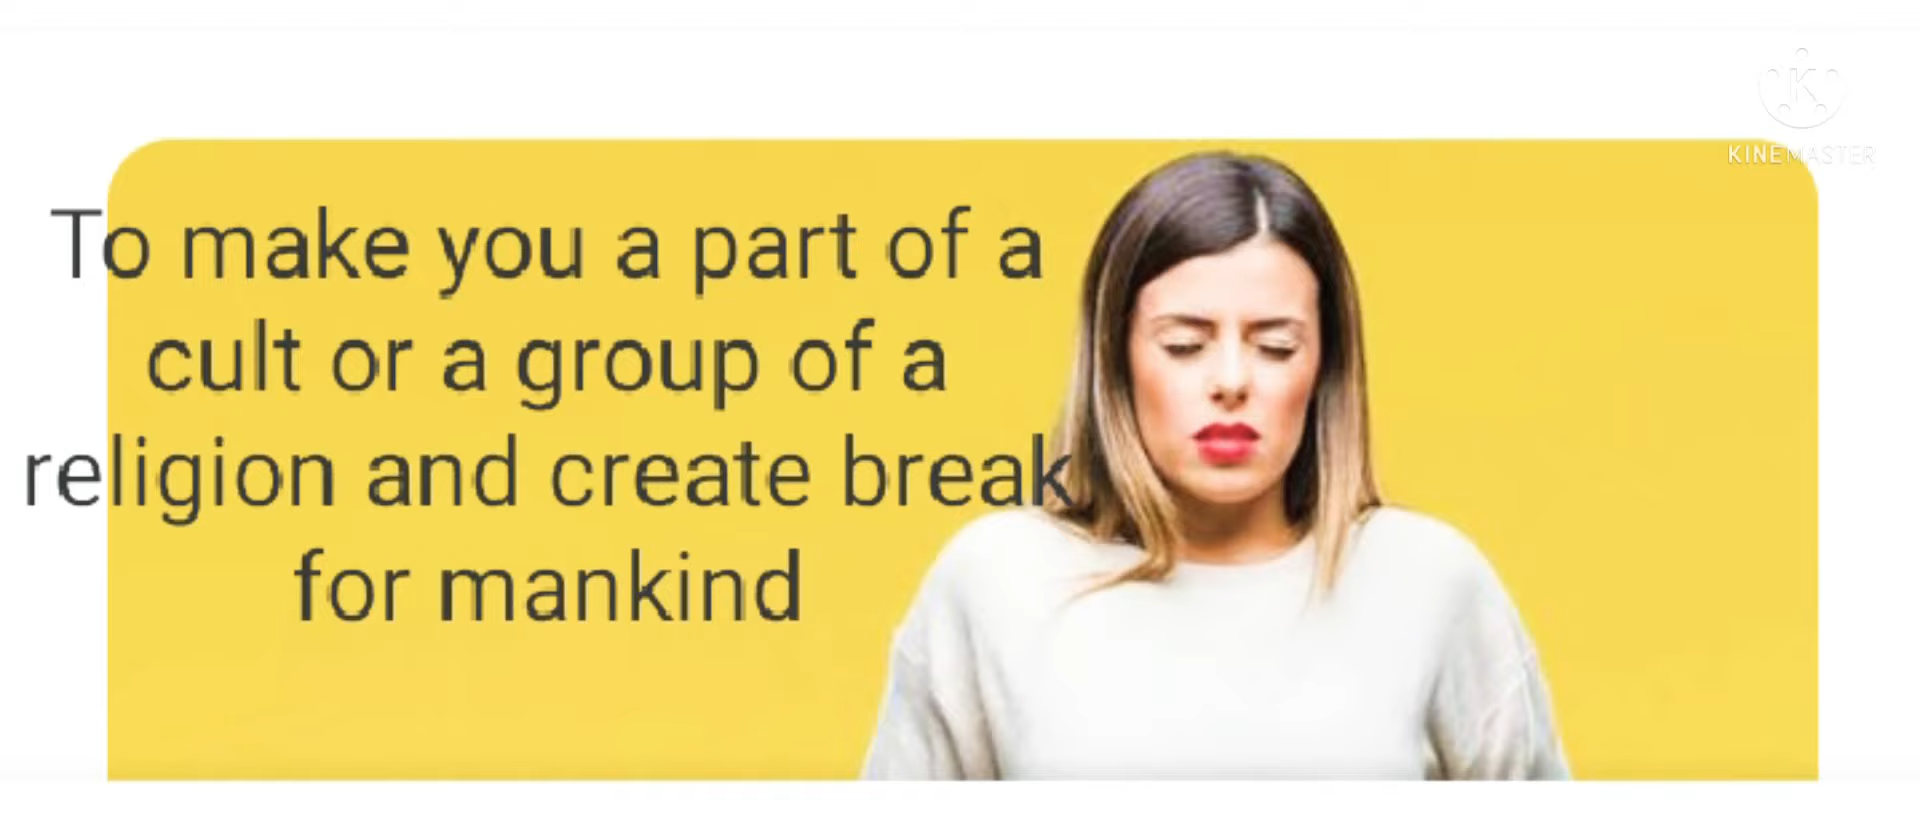 To make you a part of a
cult or a group of a
religion and create break
for mankind
K
KINEMASTER